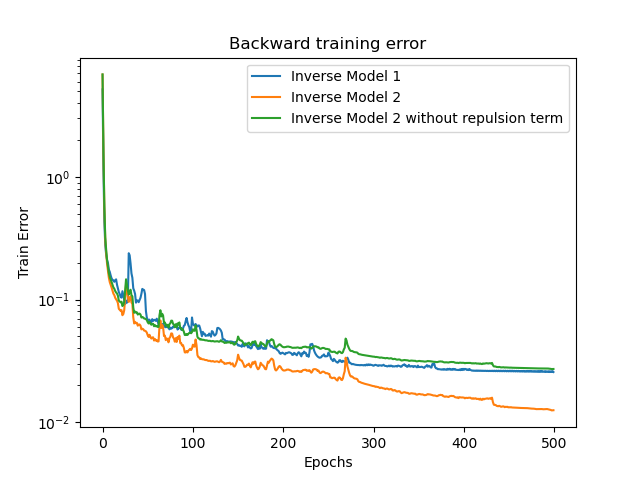 Backward training error
Inverse Model 1
Inverse Model 2
Inverse Model 2 without repulsion term
Train Error
10⁰
10⁻¹
10⁻²
0 100 200 300 400 500
Epochs